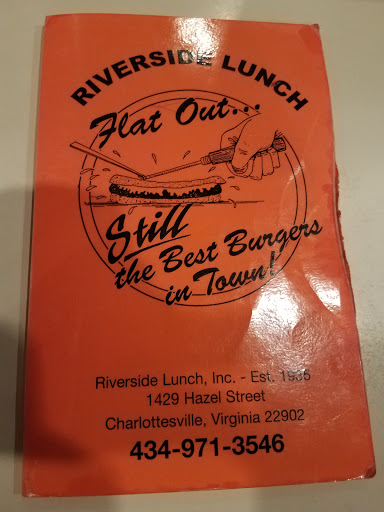 RIVERSIDE LUNCH
Flat Out...
Still
the Best Burgers
in Town!
Riverside Lunch, Inc. - Est. 1935
1429 Hazel Street
Charlottesville, Virginia 22902
434-971-3546